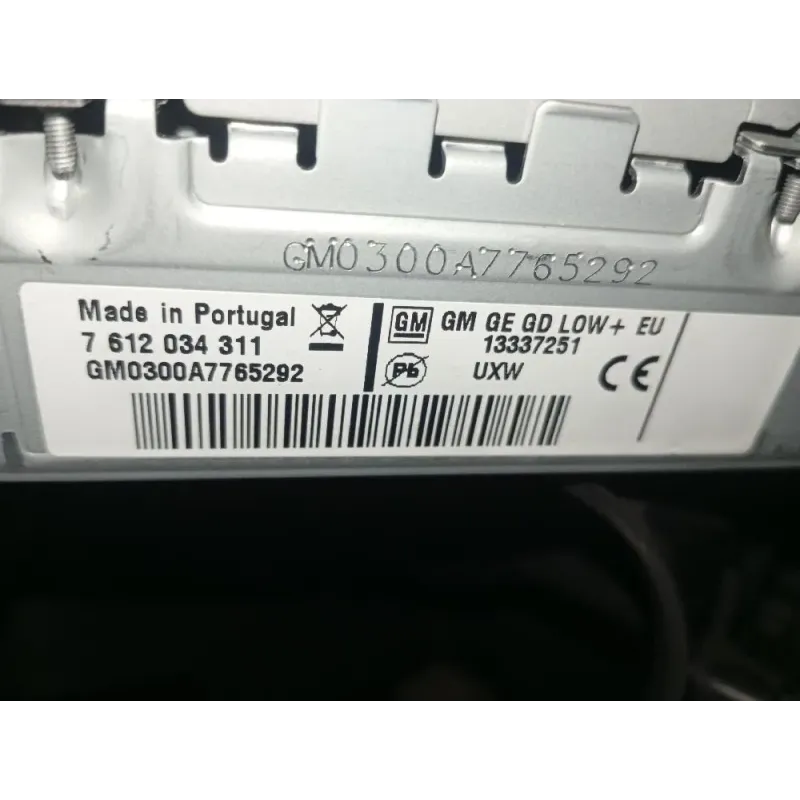 GM0300A7765292
Made in Portugal
7 612 034 311
GM0300A7765292
GM GM GE GD LOW+ EU
13337251
Pb UXW CE